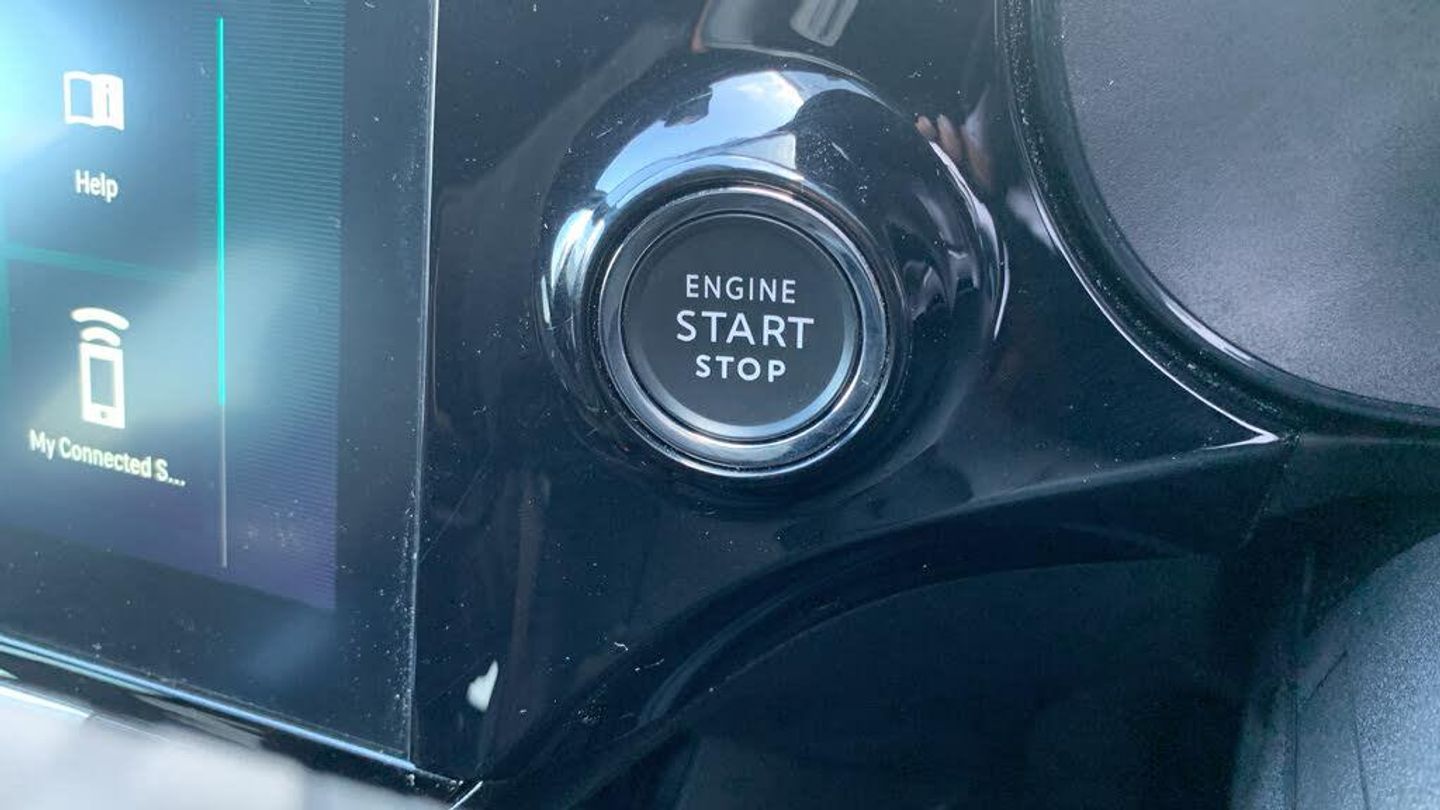 Help
My Connected S...
ENGINE
START
STOP